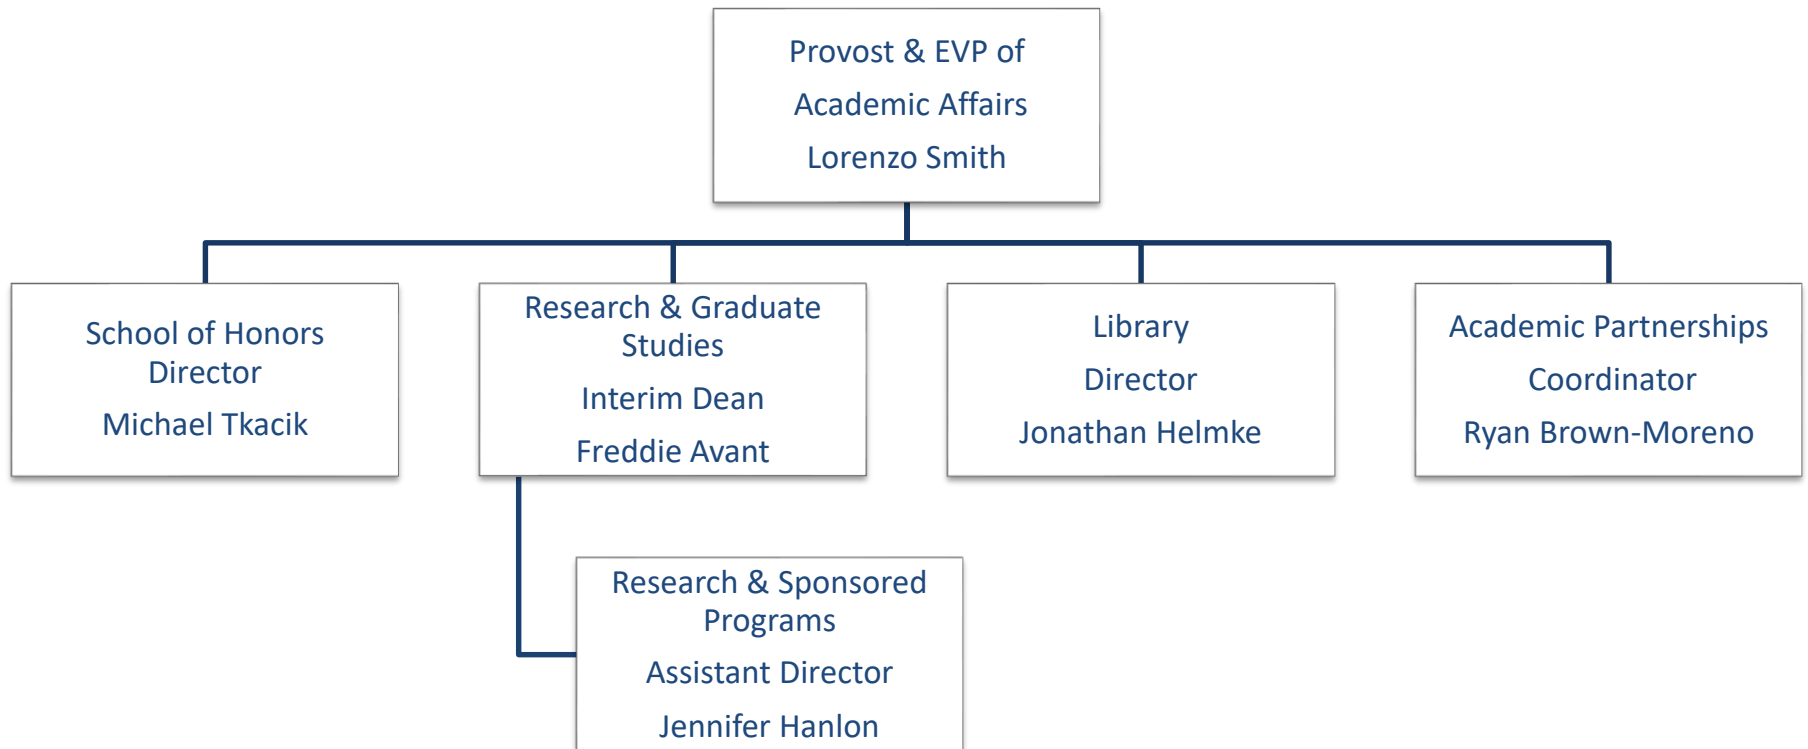 Provost & EVP of
Academic Affairs
Lorenzo Smith
School of Honors
Director
Michael Tkacik
Research & Graduate
Studies
Interim Dean
Freddie Avant
Library
Director
Jonathan Helmke
Academic Partnerships
Coordinator
Ryan Brown-Moreno
Research & Sponsored
Programs
Assistant Director
Jennifer Hanlon